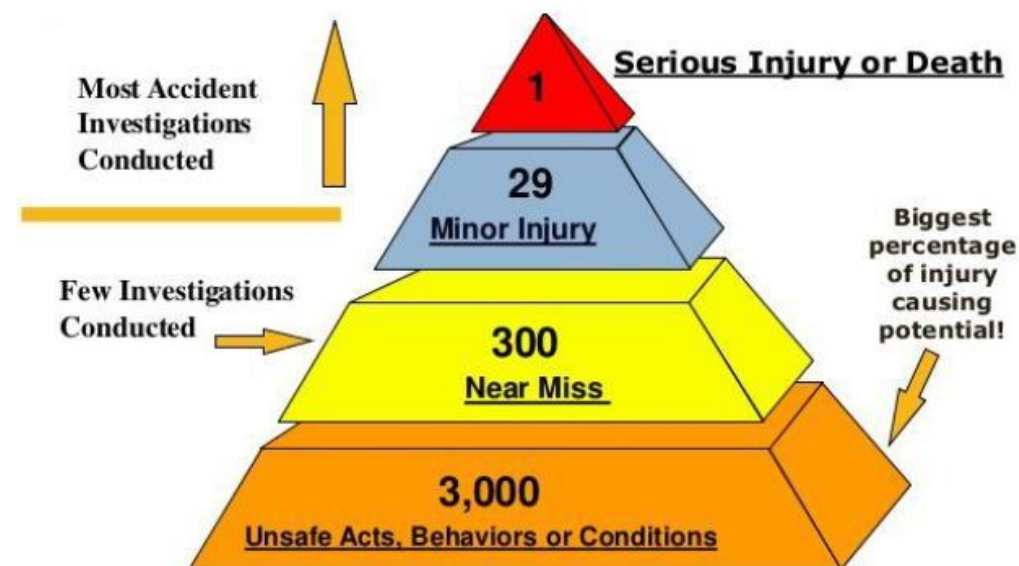 Most Accident
Investigations
Conducted
1
Serious Injury or Death
29
Minor Injury
Few Investigations
Conducted
Biggest
percentage
of injury
causing
potential!
300
Near Miss
3,000
Unsafe Acts, Behaviors or Conditions